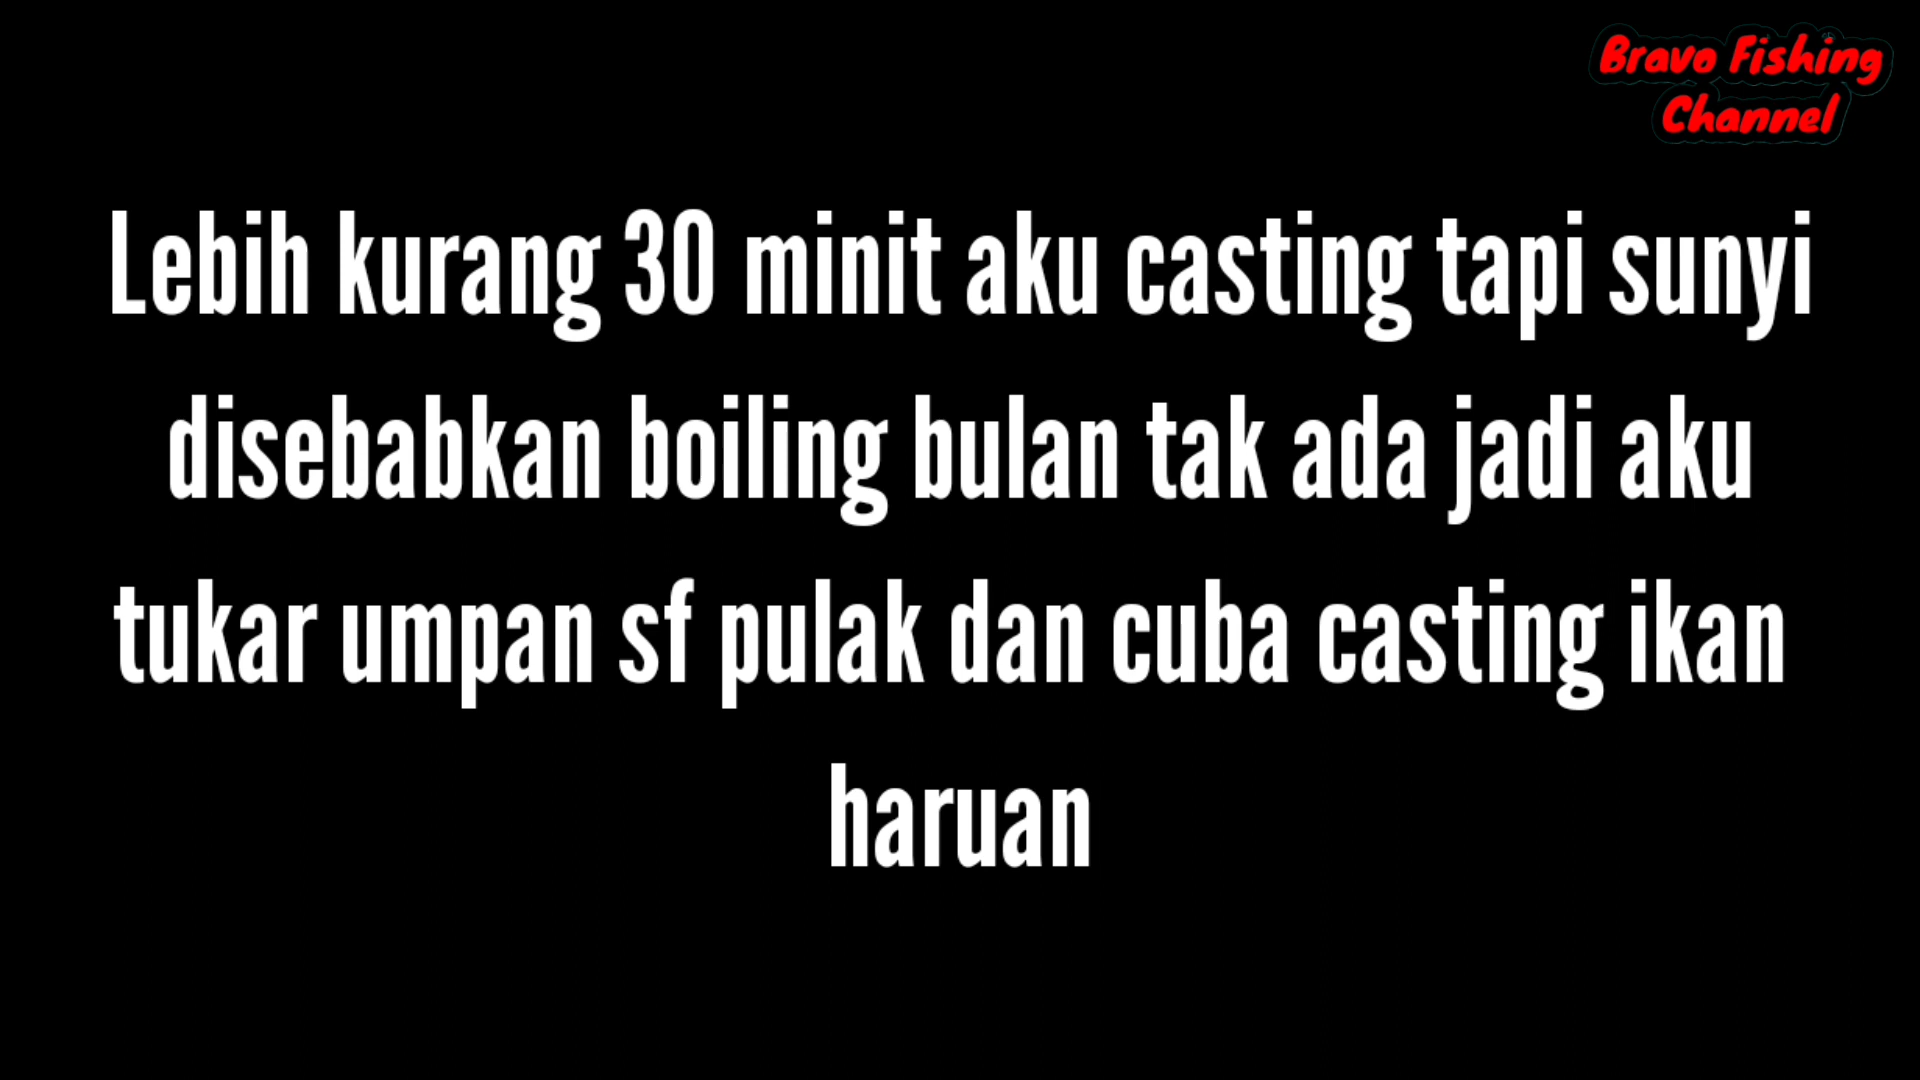 Bravo Fishing
Channel
Lebih kurang 30 minit aku casting tapi sunyi
disebabkan boiling bulan tak ada jadi aku
tukar umpan sf pulak dan cuba casting ikan
haruan